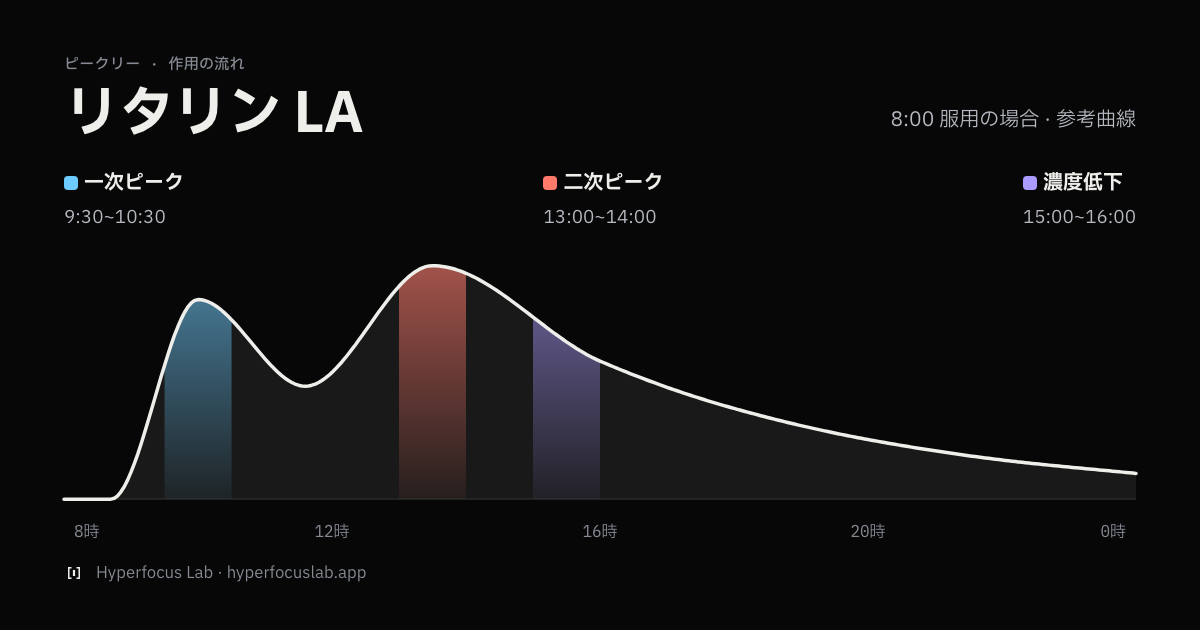 ピークリー · 作用の流れ
リタリン LA
8:00 服用の場合 · 参考曲線
一次ピーク
9:30~10:30
二次ピーク
13:00~14:00
濃度低下
15:00~16:00
8時
12時
16時
20時
0時
Hyperfocus Lab · hyperfocuslab.app